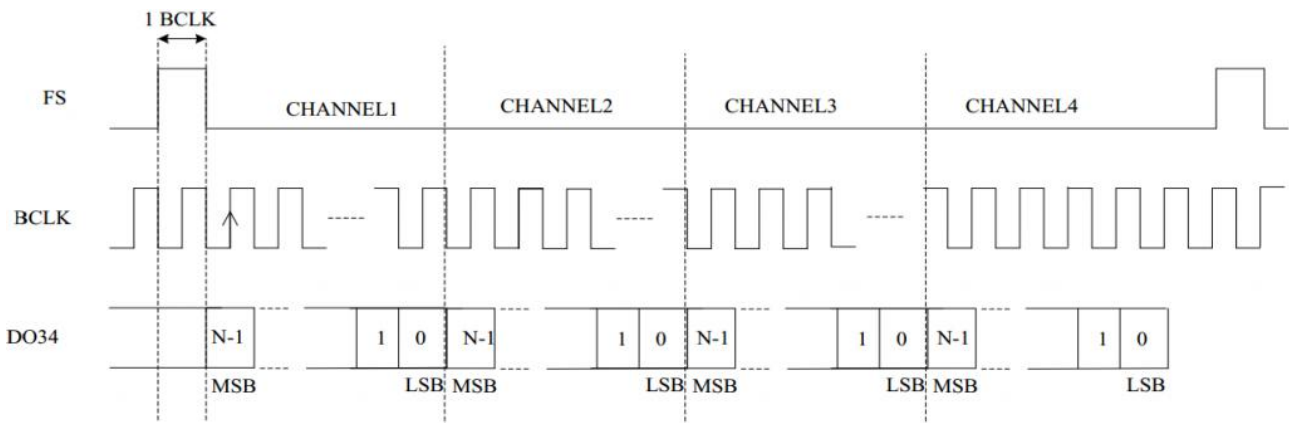 1 BCLK
FS CHANNEL1 CHANNEL2 CHANNEL3 CHANNEL4
BCLK
DO34 N-1 1 0 N-1 1 0 N-1 1 0 N-1 1 0
MSB LSB MSB LSB MSB LSB MSB LSB